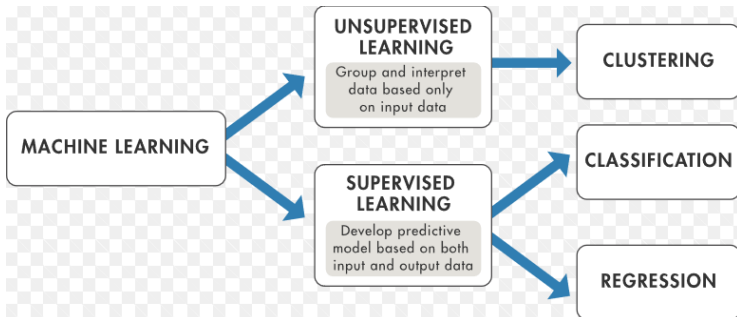 MACHINE LEARNING
UNSUPERVISED
LEARNING
Group and interpret
data based only
on input data
SUPERVISED
LEARNING
Develop predictive
model based on both
input and output data
CLUSTERING
CLASSIFICATION
REGRESSION